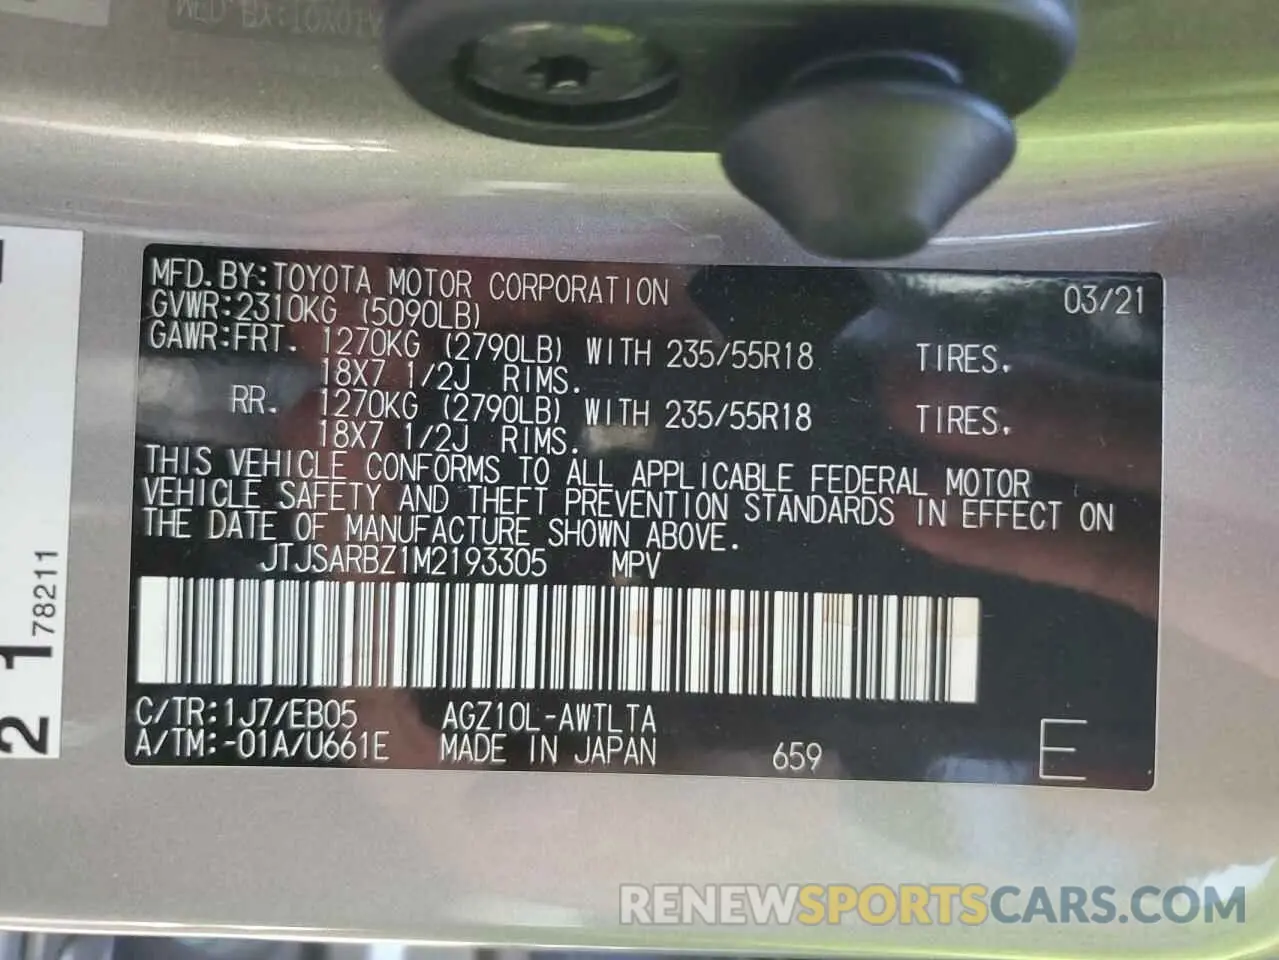 MFD. BY:TOYOTA MOTOR CORPORATION 03/21
GVWR:2310KG (5090LB)
GAWR:FRT. 1270KG (2790LB) WITH 235/55R18 TIRES.
18X7 1/2J RIMS.
RR. 1270KG (2790LB) WITH 235/55R18 TIRES.
18X7 1/2J RIMS.
THIS VEHICLE CONFORMS TO ALL APPLICABLE FEDERAL MOTOR
VEHICLE SAFETY AND THEFT PREVENTION STANDARDS IN EFFECT ON
THE DATE OF MANUFACTURE SHOWN ABOVE.
JTJSARBZ1M2193305 MPV
C/TR:1J7/EB05 AGZ10L-AWTLTA
A/TM:-01A/U661E MADE IN JAPAN 659 E
2 1 78211
RENEWSPORTSCARS.COM